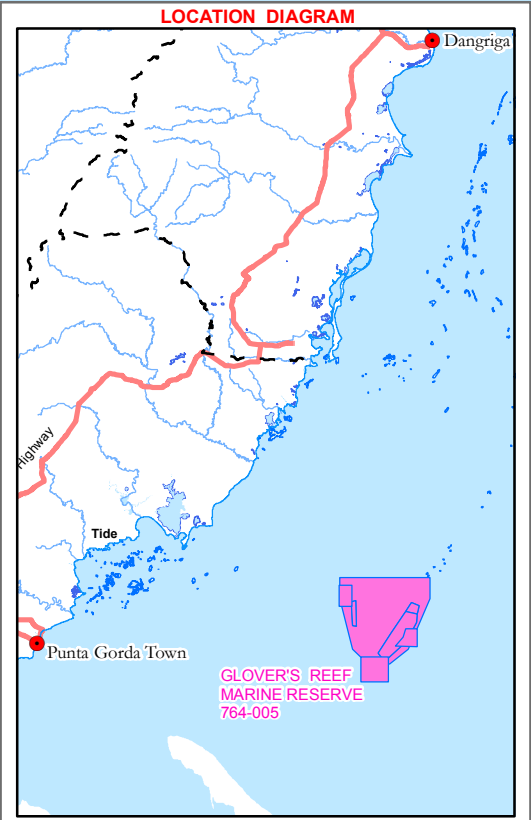 LOCATION DIAGRAM
Dangriga
Highway
Tide
Punta Gorda Town
GLOVER'S REEF
MARINE RESERVE
764-005